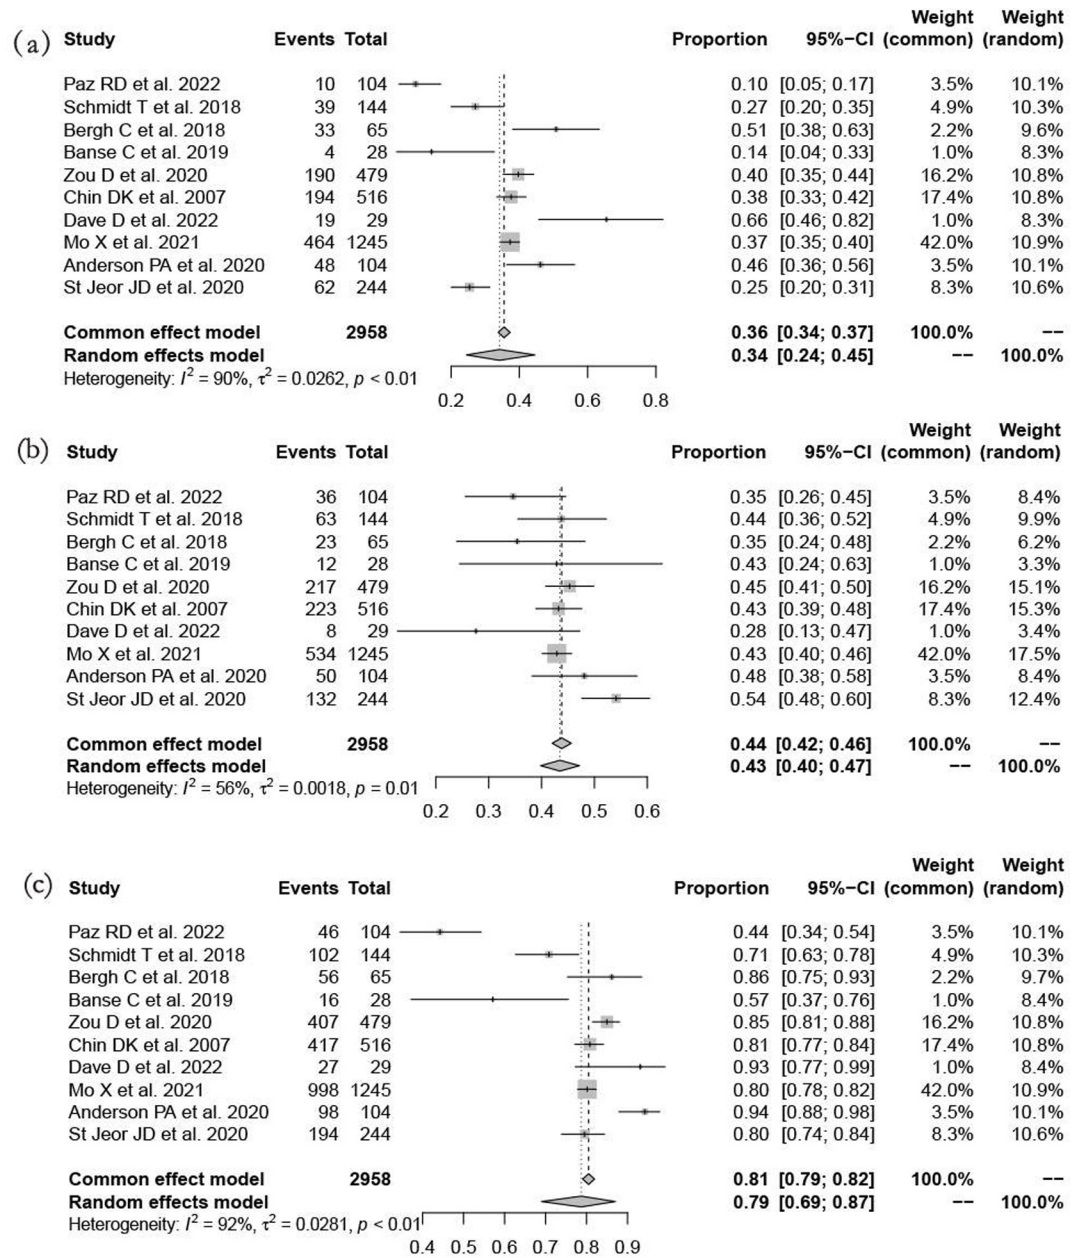 Weight Weight
(a) Study Events Total Proportion 95%−CI (common) (random)
Paz RD et al. 2022 10 104 0.10 [0.05; 0.17] 3.5% 10.1%
Schmidt T et al. 2018 39 144 0.27 [0.20; 0.35] 4.9% 10.3%
Bergh C et al. 2018 33 65 0.51 [0.38; 0.63] 2.2% 9.6%
Banse C et al. 2019 4 28 0.14 [0.04; 0.33] 1.0% 8.3%
Zou D et al. 2020 190 479 0.40 [0.35; 0.44] 16.2% 10.8%
Chin DK et al. 2007 194 516 0.38 [0.33; 0.42] 17.4% 10.8%
Dave D et al. 2022 19 29 0.66 [0.46; 0.82] 1.0% 8.3%
Mo X et al. 2021 464 1245 0.37 [0.35; 0.40] 42.0% 10.9%
Anderson PA et al. 2020 48 104 0.46 [0.36; 0.56] 3.5% 10.1%
St Jeor JD et al. 2020 62 244 0.25 [0.20; 0.31] 8.3% 10.6%
Common effect model 2958 0.36 [0.34; 0.37] 100.0% −−
Random effects model 0.34 [0.24; 0.45] −− 100.0%
Heterogeneity: I² = 90%, τ² = 0.0262, p < 0.01
0.2 0.4 0.6 0.8
Weight Weight
(b) Study Events Total Proportion 95%−CI (common) (random)
Paz RD et al. 2022 36 104 0.35 [0.26; 0.45] 3.5% 8.4%
Schmidt T et al. 2018 63 144 0.44 [0.36; 0.52] 4.9% 9.9%
Bergh C et al. 2018 23 65 0.35 [0.24; 0.48] 2.2% 6.2%
Banse C et al. 2019 12 28 0.43 [0.24; 0.63] 1.0% 3.3%
Zou D et al. 2020 217 479 0.45 [0.41; 0.50] 16.2% 15.1%
Chin DK et al. 2007 223 516 0.43 [0.39; 0.48] 17.4% 15.3%
Dave D et al. 2022 8 29 0.28 [0.13; 0.47] 1.0% 3.4%
Mo X et al. 2021 534 1245 0.43 [0.40; 0.46] 42.0% 17.5%
Anderson PA et al. 2020 50 104 0.48 [0.38; 0.58] 3.5% 8.4%
St Jeor JD et al. 2020 132 244 0.54 [0.48; 0.60] 8.3% 12.4%
Common effect model 2958 0.44 [0.42; 0.46] 100.0% −−
Random effects model 0.43 [0.40; 0.47] −− 100.0%
Heterogeneity: I² = 56%, τ² = 0.0018, p = 0.01
0.2 0.3 0.4 0.5 0.6
Weight Weight
(c) Study Events Total Proportion 95%−CI (common) (random)
Paz RD et al. 2022 46 104 0.44 [0.34; 0.54] 3.5% 10.1%
Schmidt T et al. 2018 102 144 0.71 [0.63; 0.78] 4.9% 10.3%
Bergh C et al. 2018 56 65 0.86 [0.75; 0.93] 2.2% 9.7%
Banse C et al. 2019 16 28 0.57 [0.37; 0.76] 1.0% 8.4%
Zou D et al. 2020 407 479 0.85 [0.81; 0.88] 16.2% 10.8%
Chin DK et al. 2007 417 516 0.81 [0.77; 0.84] 17.4% 10.8%
Dave D et al. 2022 27 29 0.93 [0.77; 0.99] 1.0% 8.4%
Mo X et al. 2021 998 1245 0.80 [0.78; 0.82] 42.0% 10.9%
Anderson PA et al. 2020 98 104 0.94 [0.88; 0.98] 3.5% 10.1%
St Jeor JD et al. 2020 194 244 0.80 [0.74; 0.84] 8.3% 10.6%
Common effect model 2958 0.81 [0.79; 0.82] 100.0% −−
Random effects model 0.79 [0.69; 0.87] −− 100.0%
Heterogeneity: I² = 92%, τ² = 0.0281, p < 0.01
0.4 0.5 0.6 0.7 0.8 0.9